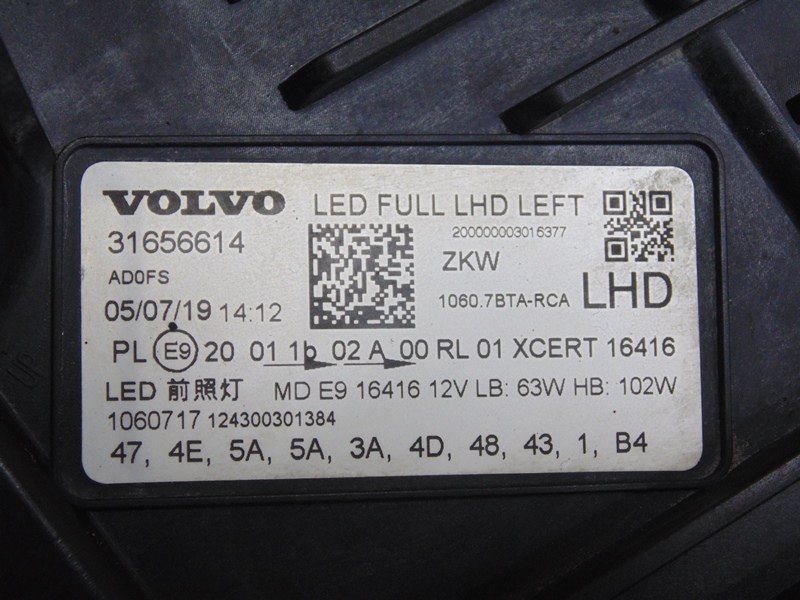 VOLVO LED FULL LHD LEFT
31656614 200000003016377
ZKW
AD0FS
1060.7BTA-RCA LHD
05/07/19 14:12
PL E9 20 01 1b 02 A 00 RL 01 XCERT 16416
LED 前照灯 MD E9 16416 12V LB: 63W HB: 102W
1060717 124300301384
47, 4E, 5A, 5A, 3A, 4D, 48, 43, 1, B4
UP